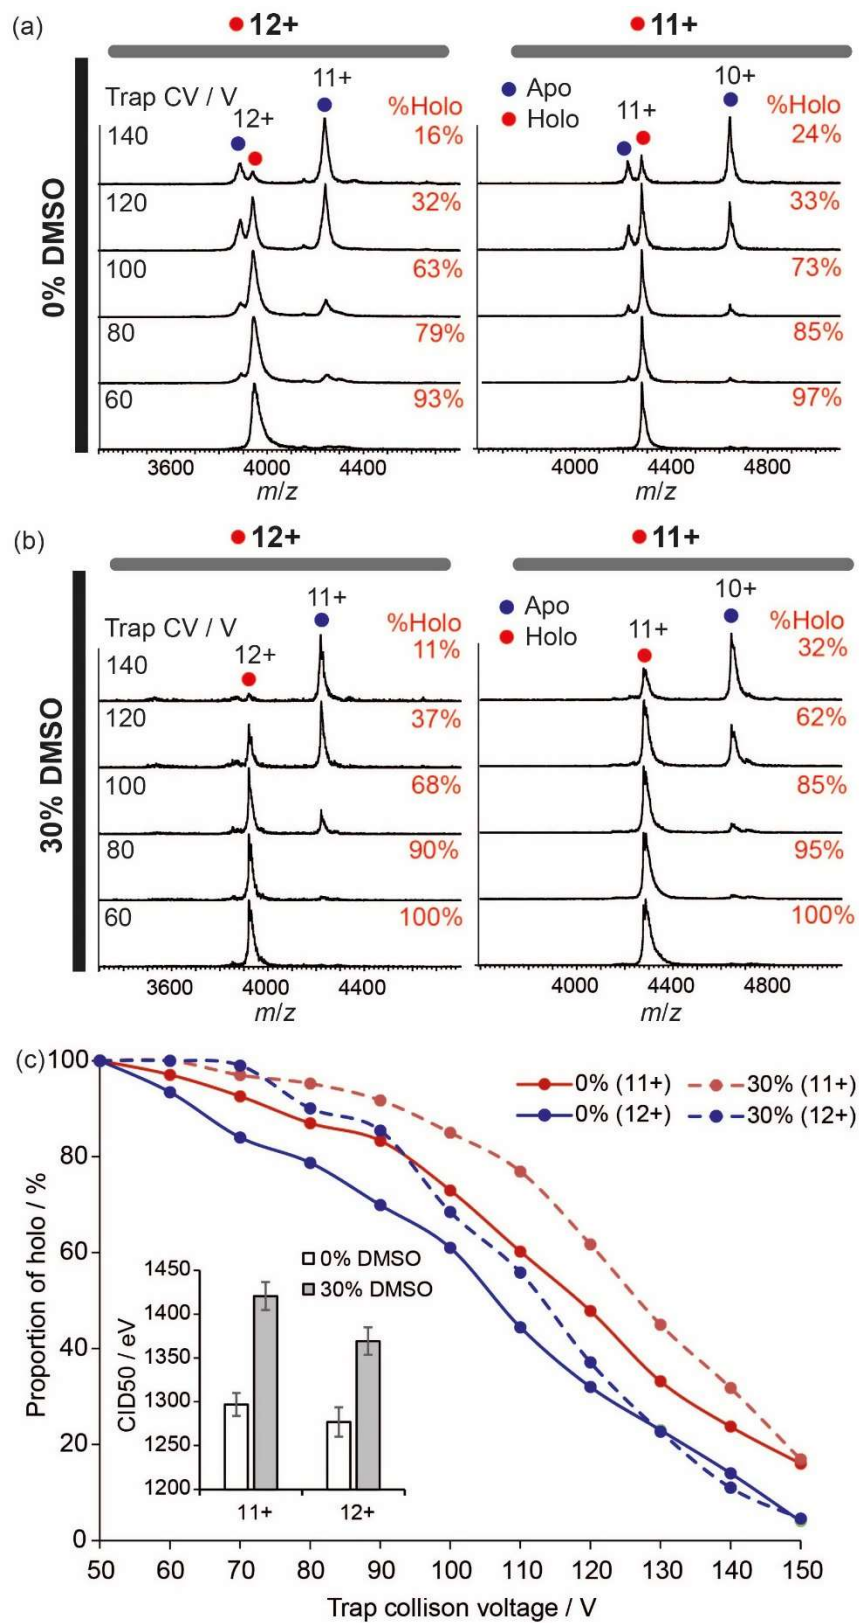 (a)
12+
11+
0% DMSO
Trap CV / V
12+
11+
%Holo
140
16%
120
32%
100
63%
80
79%
60
93%
3600 4000 4400
m/z
Apo
Holo
11+
10+
%Holo
24%
33%
73%
85%
97%
4000 4400 4800
m/z
(b)
12+
11+
30% DMSO
Trap CV / V
12+
11+
%Holo
140
11%
120
37%
100
68%
80
90%
60
100%
3600 4000 4400
m/z
Apo
Holo
11+
10+
%Holo
32%
62%
85%
95%
100%
4000 4400 4800
m/z
(c)
Proportion of holo / %
100
80
60
40
20
0
0% (11+) 30% (11+)
0% (12+) 30% (12+)
0% DMSO
30% DMSO
CID50 / eV
1450
1400
1350
1300
1250
1200
11+ 12+
50 60 70 80 90 100 110 120 130 140 150
Trap collison voltage / V